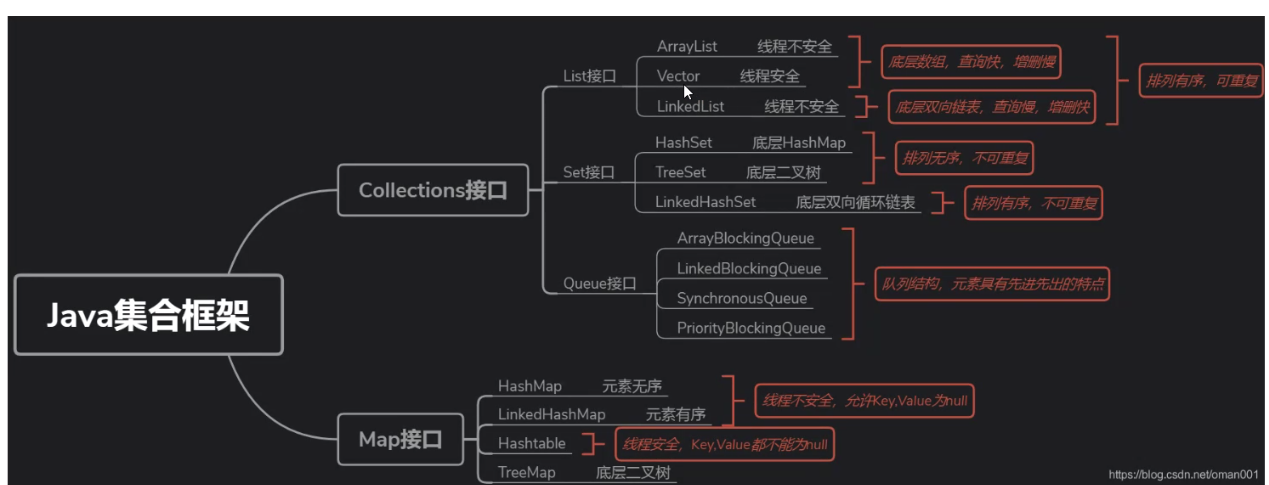 Java集合框架
Collections接口
List接口
ArrayList 线程不安全
Vector 线程安全
底层数组，查询快，增删慢
LinkedList 线程不安全
底层双向链表，查询慢，增删快
排列有序，可重复
Set接口
HashSet 底层HashMap
TreeSet 底层二叉树
排列无序，不可重复
LinkedHashSet 底层双向循环链表
排列有序，不可重复
Queue接口
ArrayBlockingQueue
LinkedBlockingQueue
SynchronousQueue
PriorityBlockingQueue
队列结构，元素具有先进先出的特点
Map接口
HashMap 元素无序
LinkedHashMap 元素有序
线程不安全，允许Key,Value为null
Hashtable
线程安全，Key,Value都不能为null
TreeMap 底层二叉树
https://blog.csdn.net/oman001